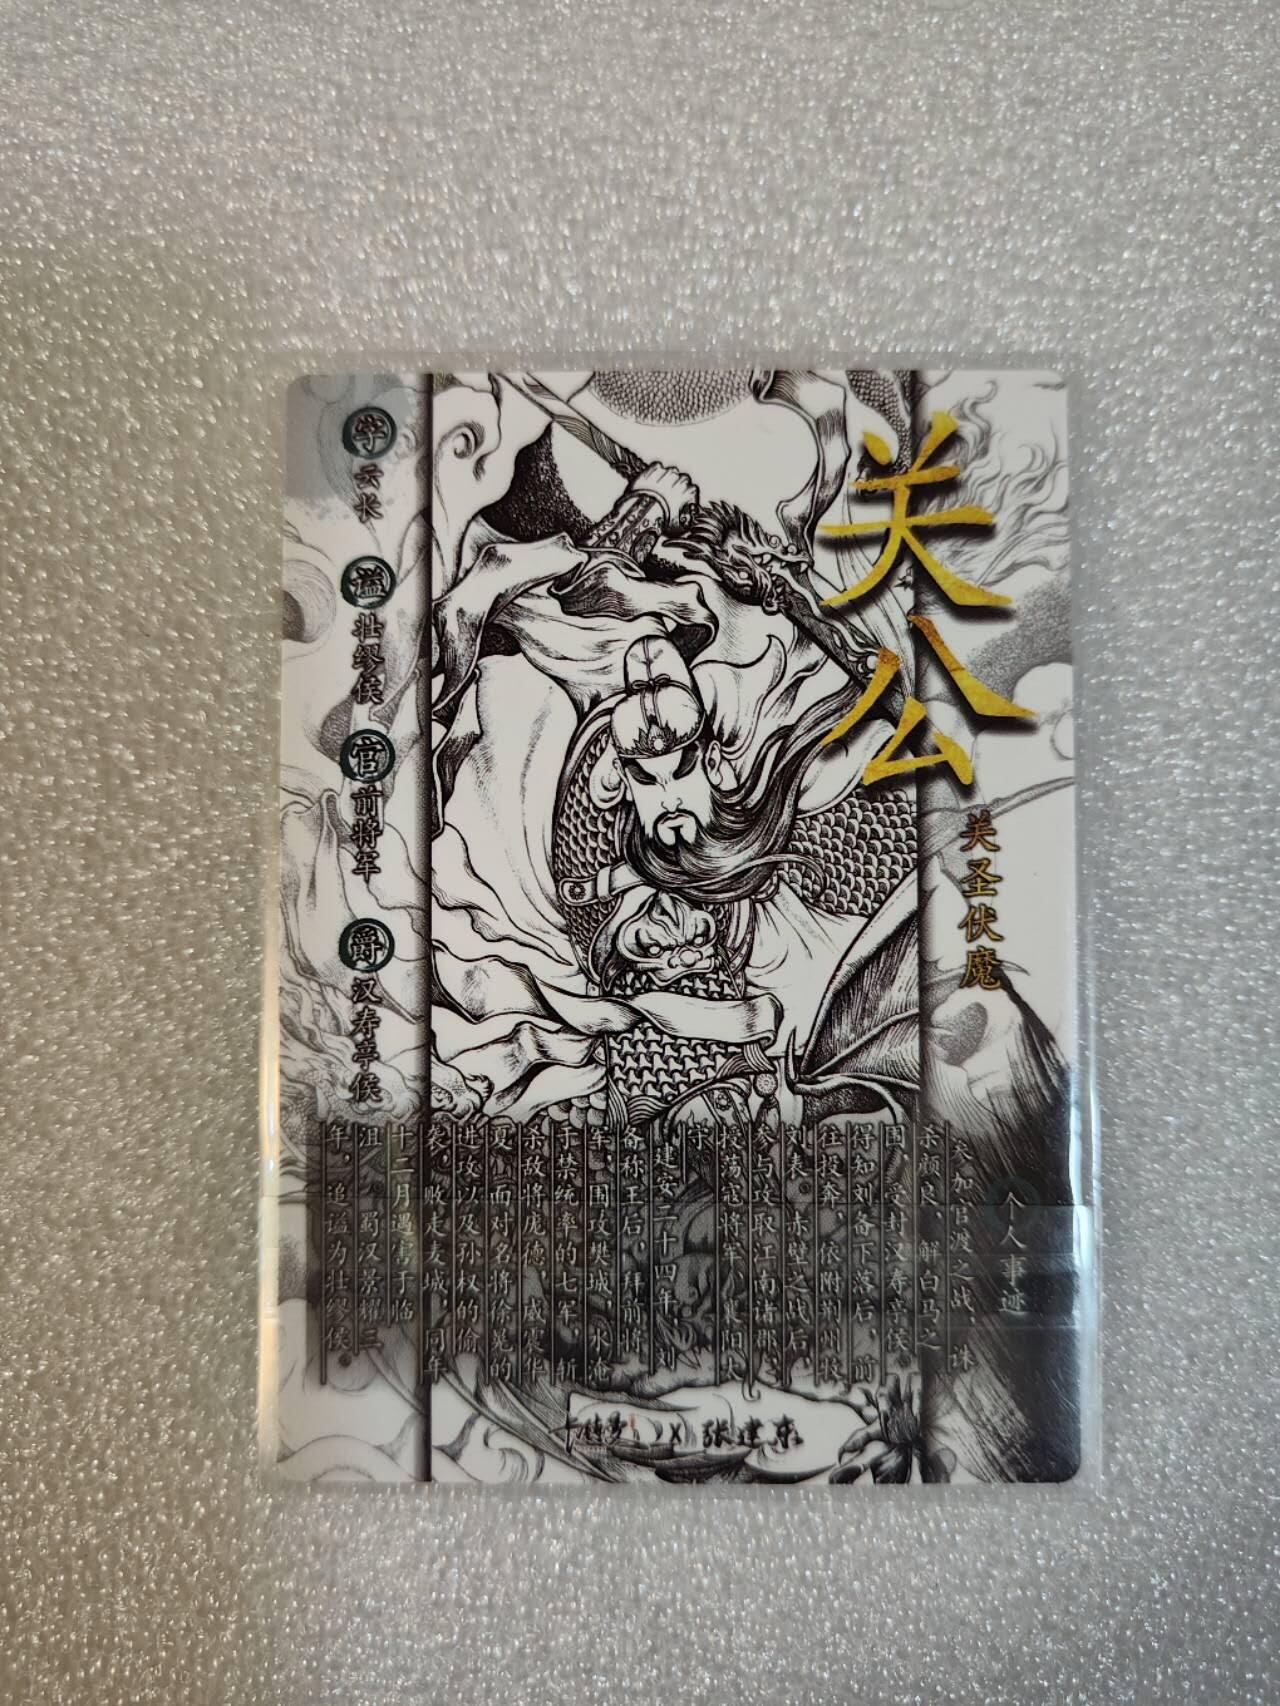 关公
关圣伏魔
字 云长
谥 壮缪侯
官 前将军
爵 汉寿亭侯
个人事迹
参加官渡之战，诛
杀颜良，解白马之
围，受封汉寿亭侯。
得知刘备下落后，前
往投奔，依附荆州牧
刘表。赤壁之战后，
参与攻取江南诸郡，
授荡寇将军、襄阳太
守。
建安二十四年，刘
备称王后，拜前将
军，围攻樊城，水淹
于禁统率的七军，斩
杀敌将庞德，威震华
夏。面对名将徐晃的
进攻以及孙权的偷
袭，败走麦城，同年
十二月遇害于临
沮。蜀汉景耀三
年，追谥为壮缪侯。
X 张建东